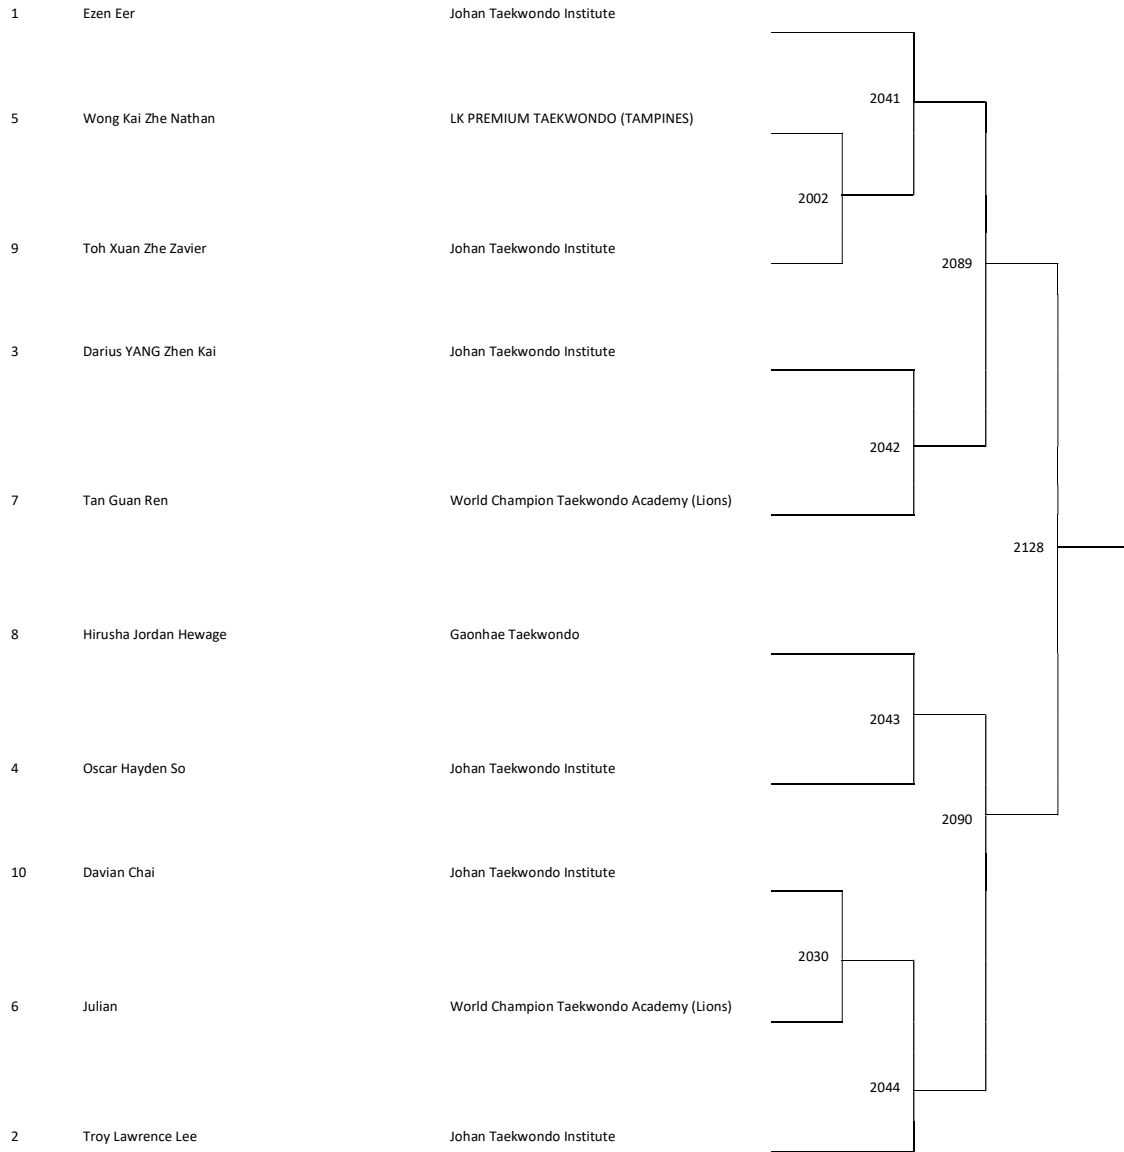 1 Ezen Eer Johan Taekwondo Institute
2041
5 Wong Kai Zhe Nathan LK PREMIUM TAEKWONDO (TAMPINES)
2002
9 Toh Xuan Zhe Zavier Johan Taekwondo Institute
2089
3 Darius YANG Zhen Kai Johan Taekwondo Institute
2042
7 Tan Guan Ren World Champion Taekwondo Academy (Lions)
2128
8 Hirusha Jordan Hewage Gaonhae Taekwondo
2043
4 Oscar Hayden So Johan Taekwondo Institute
2090
10 Davian Chai Johan Taekwondo Institute
2030
6 Julian World Champion Taekwondo Academy (Lions)
2044
2 Troy Lawrence Lee Johan Taekwondo Institute